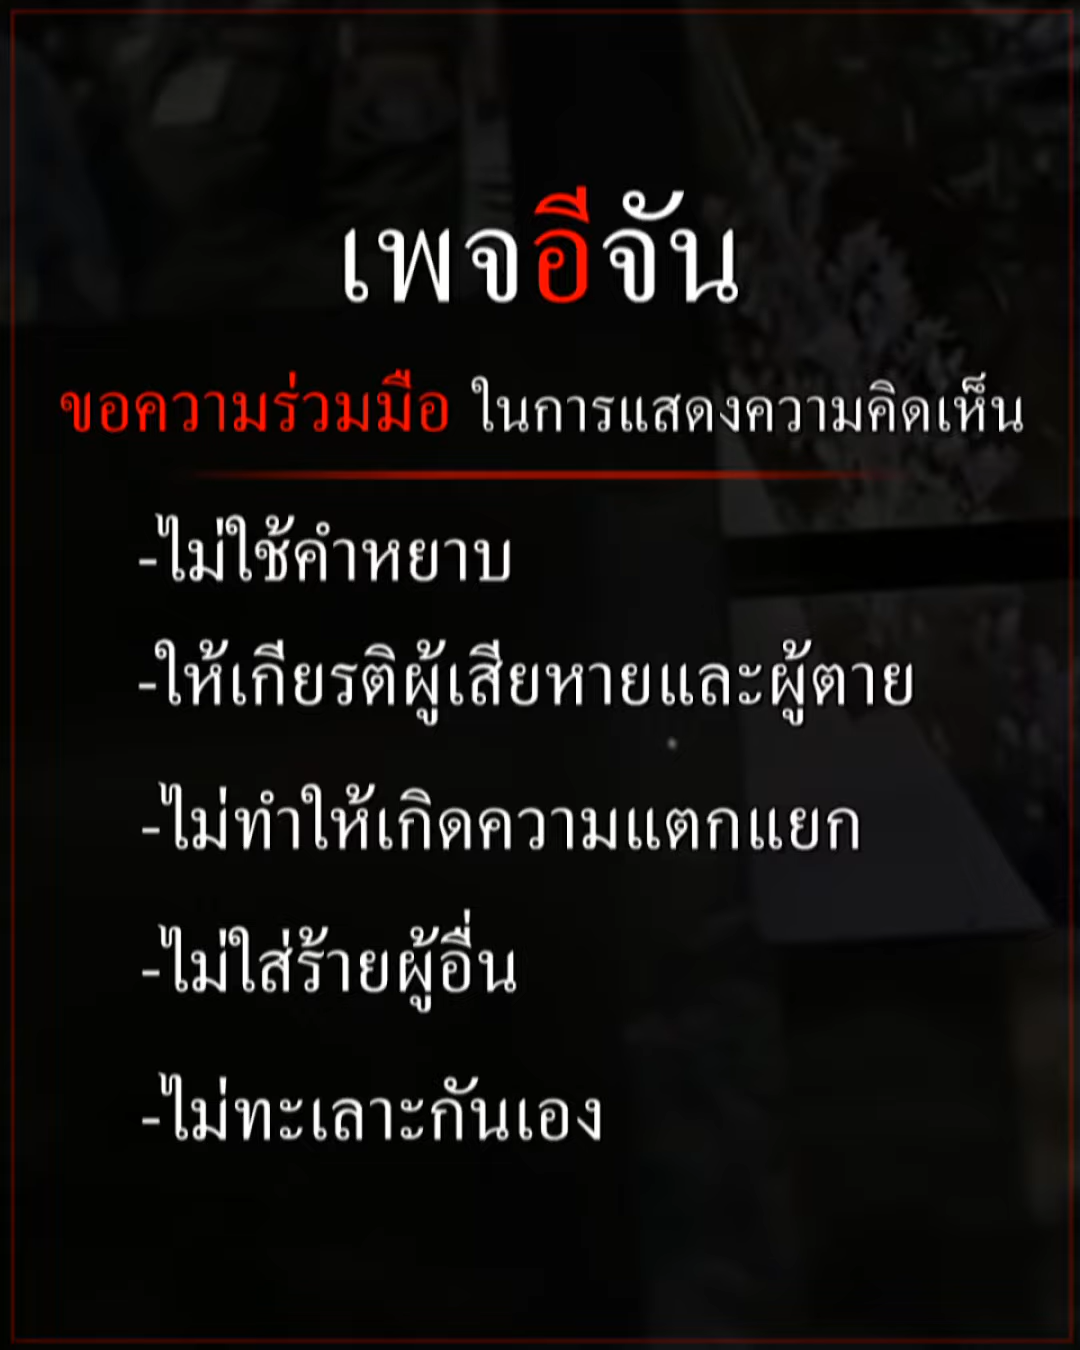 เพจอีจัน
ขอความร่วมมือ ในการแสดงความคิดเห็น
-ไม่ใช้คำหยาบ
-ให้เกียรติผู้เสียหายและผู้ตาย
-ไม่ทำให้เกิดความแตกแยก
-ไม่ใส่ร้ายผู้อื่น
-ไม่ทะเลาะกันเอง